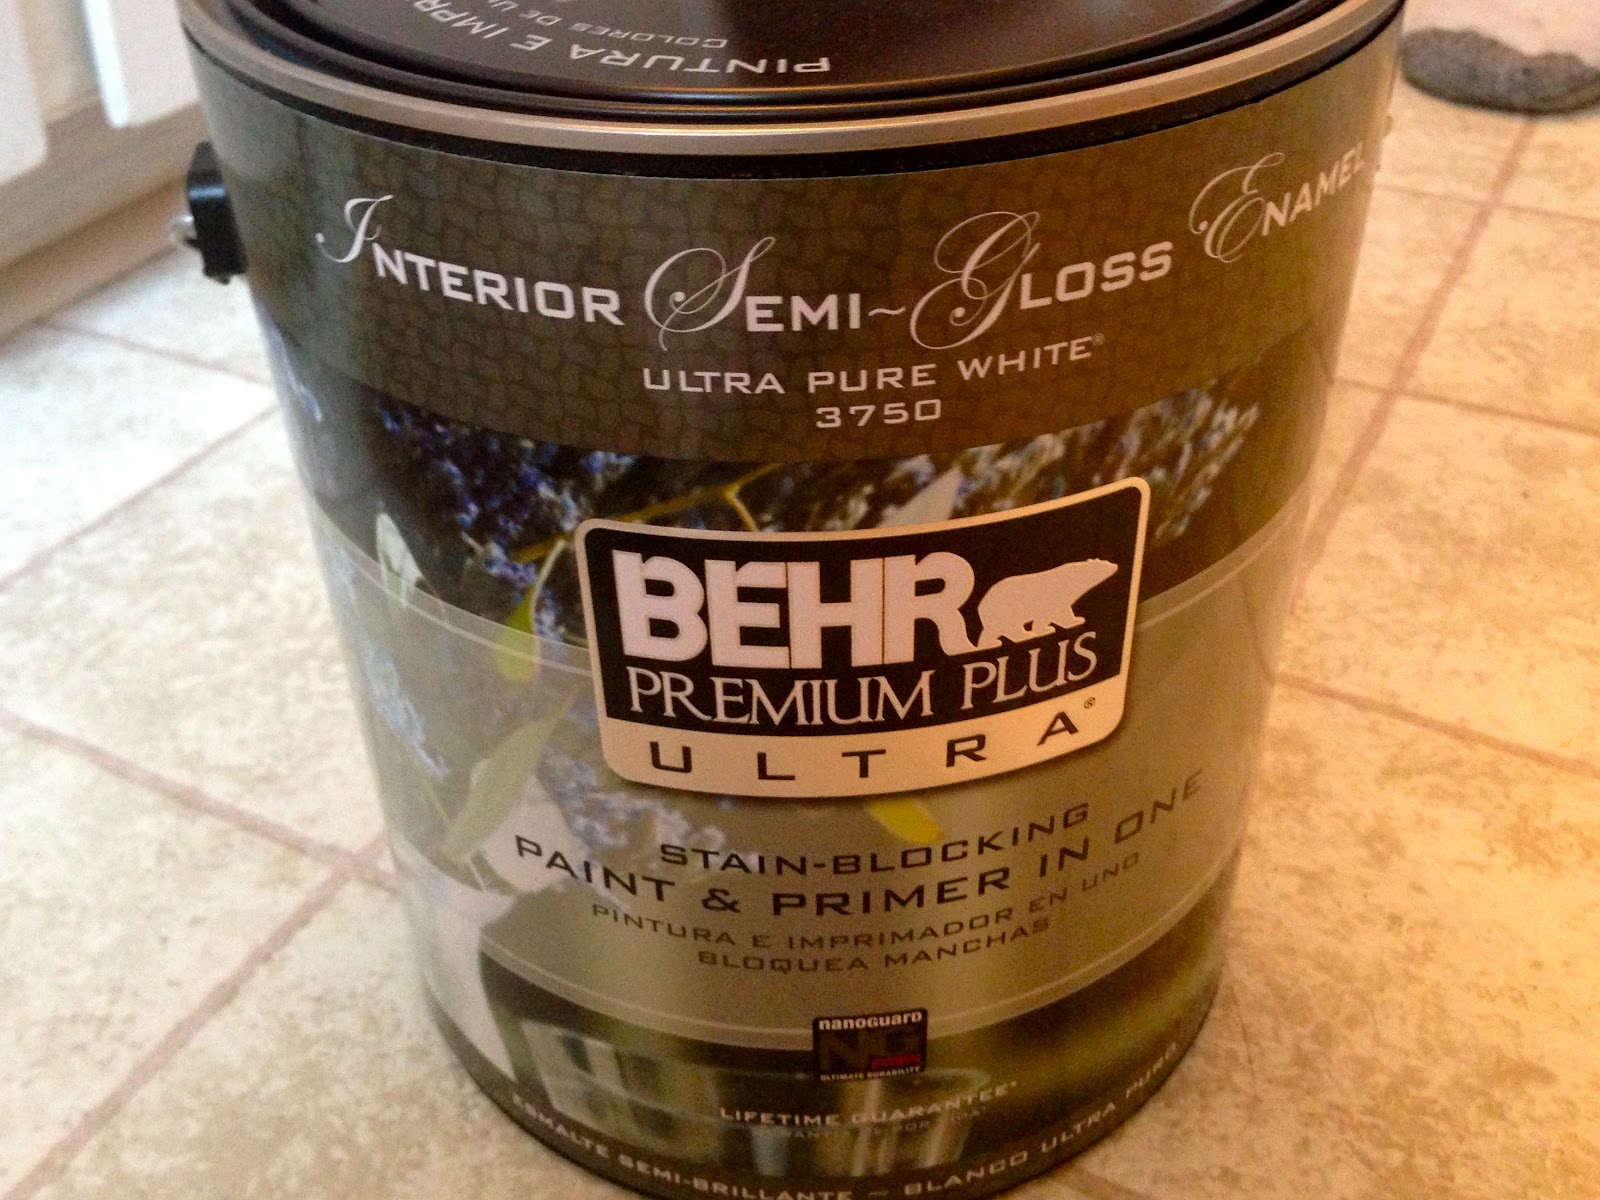 PINTURA E IMPR
COLORES DE U
Interior Semi~Gloss Enamel
ULTRA PURE WHITE®
3750
BEHR
PREMIUM PLUS
ULTRA®
STAIN-BLOCKING
PAINT & PRIMER IN ONE
PINTURA E IMPRIMADOR EN UNO
BLOQUEA MANCHAS
nanoguard
NG
ULTIMATE DURABILITY
LIFETIME GUARANTEE*
ESMALTE SEMI-BRILLANTE ~ BLANCO ULTRA PURO